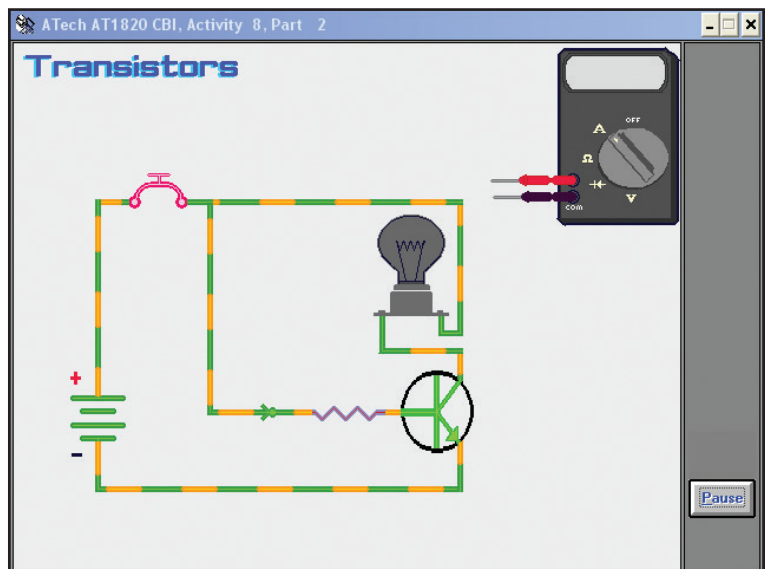 ATech AT1820 CBI, Activity 8, Part 2
Transistors
OFF
A
Ω
V
com
+
-
Pause